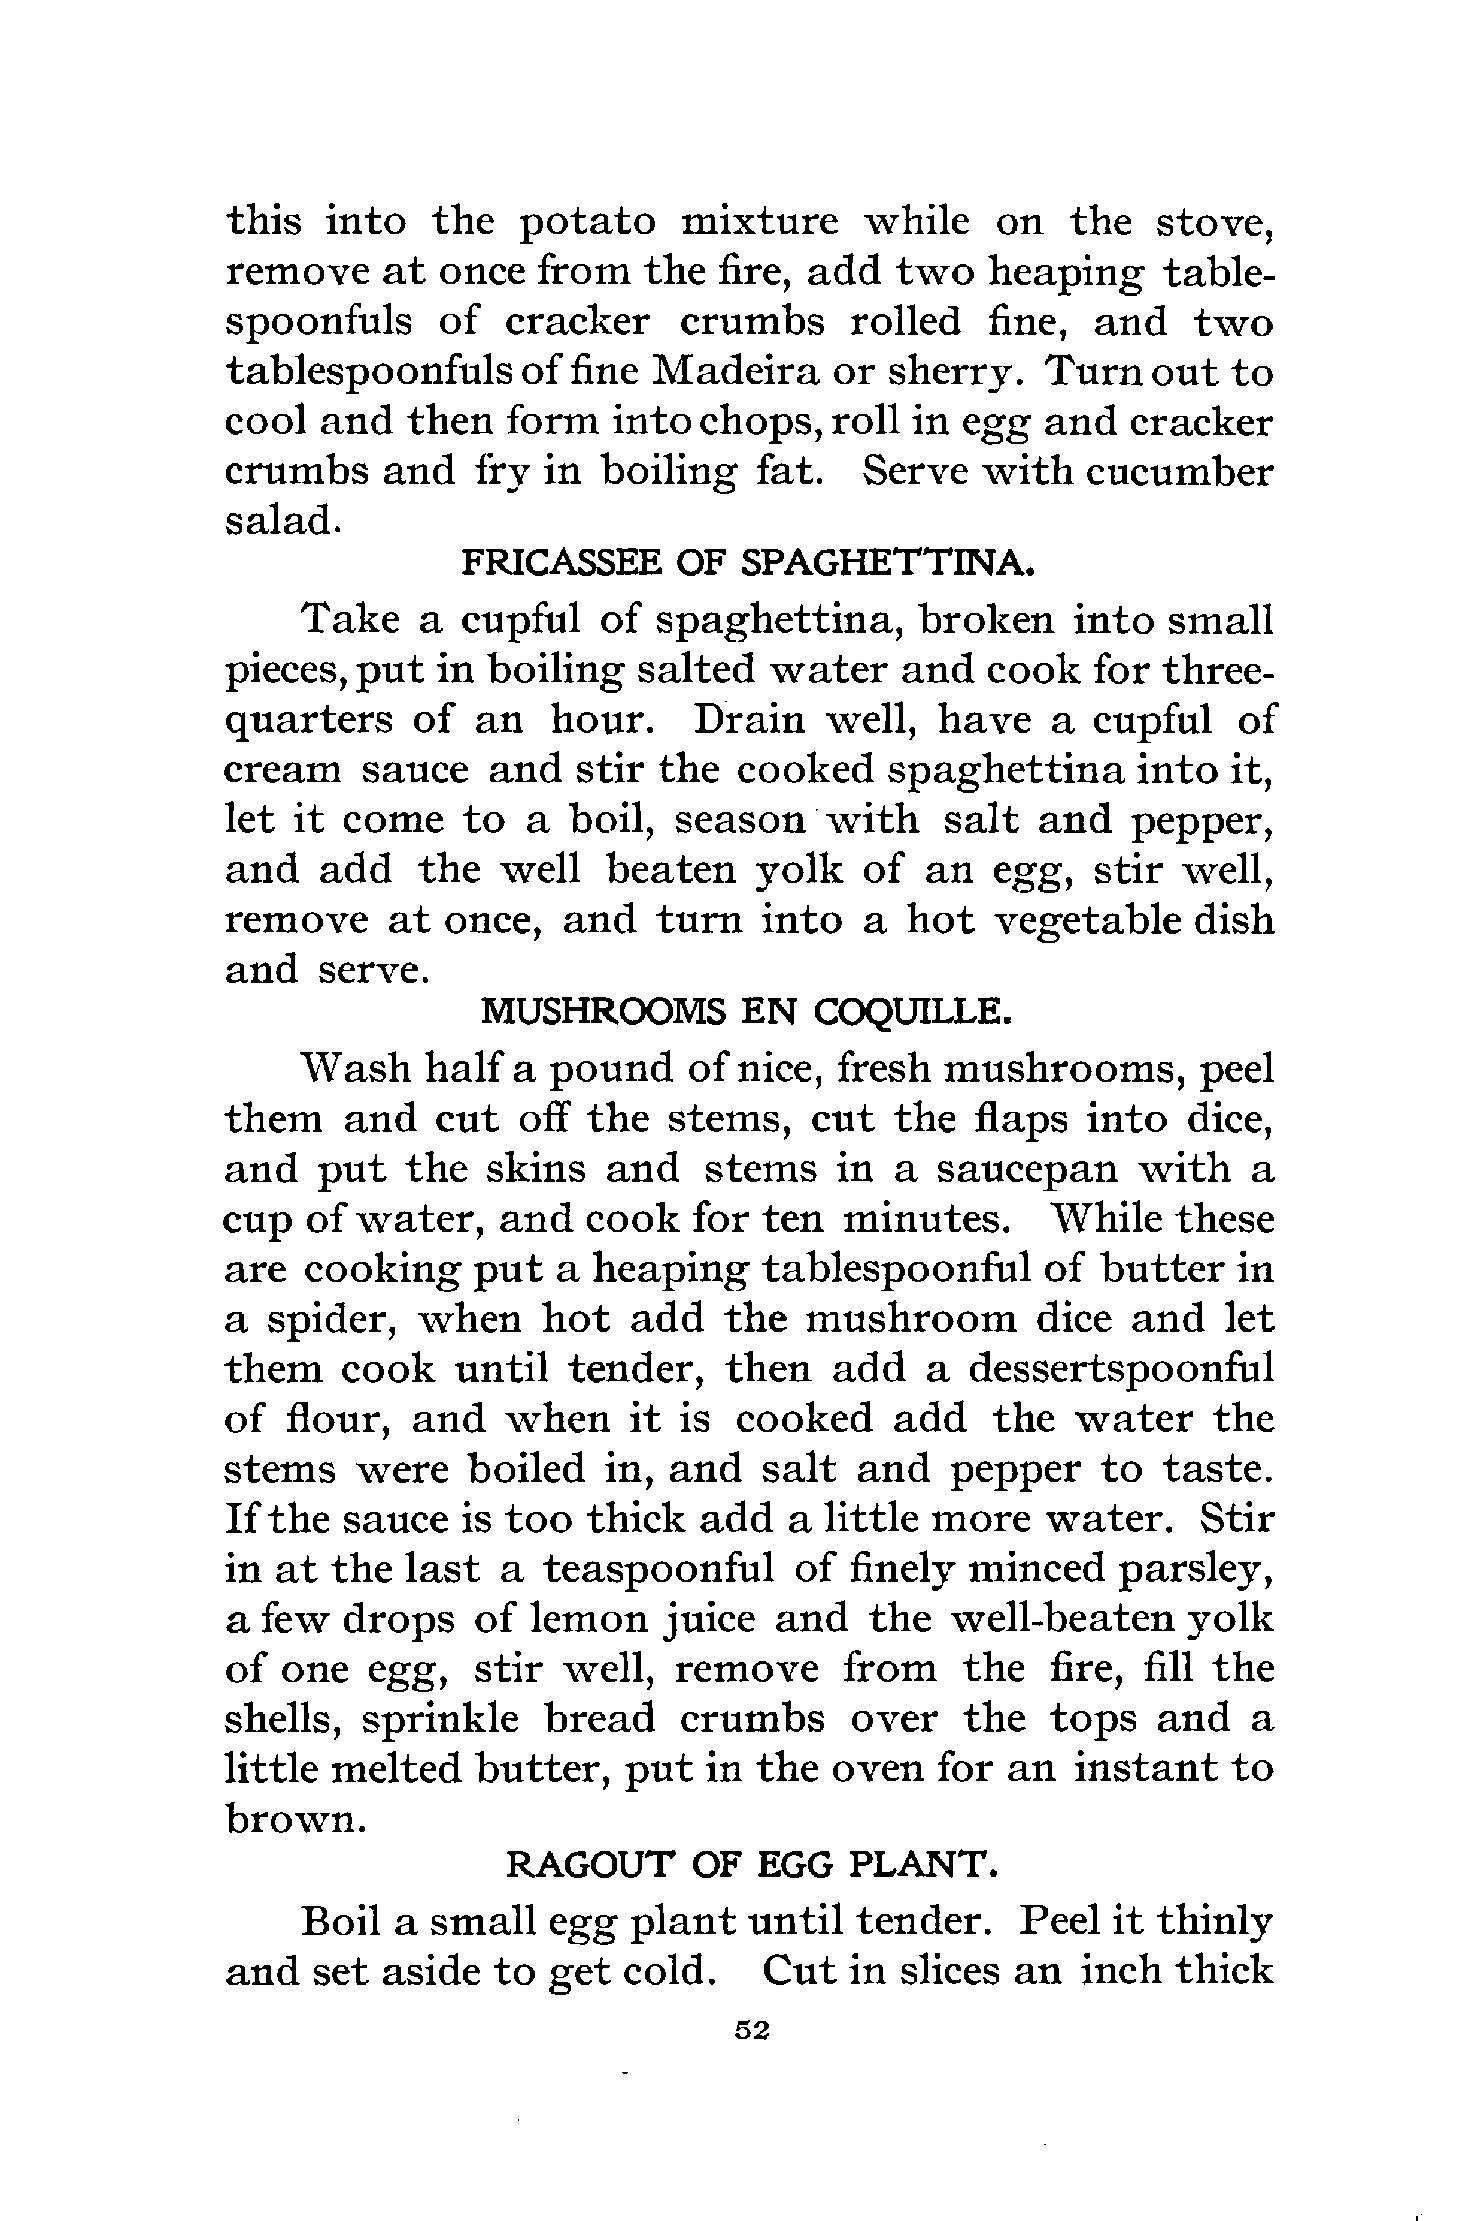 this into the potato mixture while on the stove,
remove at once from the fire, add two heaping table-
spoonfuls of cracker crumbs rolled fine, and two
tablespoonfuls of fine Madeira or sherry. Turn out to
cool and then form into chops, roll in egg and cracker
crumbs and fry in boiling fat. Serve with cucumber
salad.
FRICASSEE OF SPAGHETTINA.
Take a cupful of spaghettina, broken into small
pieces, put in boiling salted water and cook for three-
quarters of an hour. Drain well, have a cupful of
cream sauce and stir the cooked spaghettina into it,
let it come to a boil, season with salt and pepper,
and add the well beaten yolk of an egg, stir well,
remove at once, and turn into a hot vegetable dish
and serve.
MUSHROOMS EN COQUILLE.
Wash half a pound of nice, fresh mushrooms, peel
them and cut off the stems, cut the flaps into dice,
and put the skins and stems in a saucepan with a
cup of water, and cook for ten minutes. While these
are cooking put a heaping tablespoonful of butter in
a spider, when hot add the mushroom dice and let
them cook until tender, then add a dessertspoonful
of flour, and when it is cooked add the water the
stems were boiled in, and salt and pepper to taste.
If the sauce is too thick add a little more water. Stir
in at the last a teaspoonful of finely minced parsley,
a few drops of lemon juice and the well-beaten yolk
of one egg, stir well, remove from the fire, fill the
shells, sprinkle bread crumbs over the tops and a
little melted butter, put in the oven for an instant to
brown.
RAGOUT OF EGG PLANT.
Boil a small egg plant until tender. Peel it thinly
and set aside to get cold. Cut in slices an inch thick
52